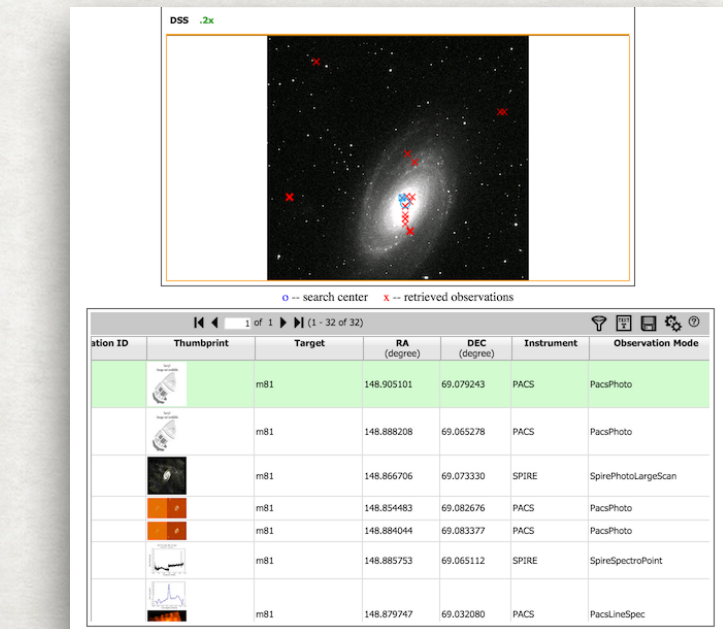 DSS .2x
o -- search center x -- retrieved observations
1 of 1 (1 - 32 of 32)
TEXT
ation ID Thumbprint Target RA (degree) DEC (degree) Instrument Observation Mode
m81 148.905101 69.079243 PACS PacsPhoto
m81 148.888208 69.065278 PACS PacsPhoto
m81 148.866706 69.073330 SPIRE SpirePhotoLargeScan
m81 148.854483 69.082676 PACS PacsPhoto
m81 148.884044 69.083377 PACS PacsPhoto
m81 148.885753 69.065112 SPIRE SpireSpectroPoint
m81 148.879747 69.032080 PACS PacsLineSpec